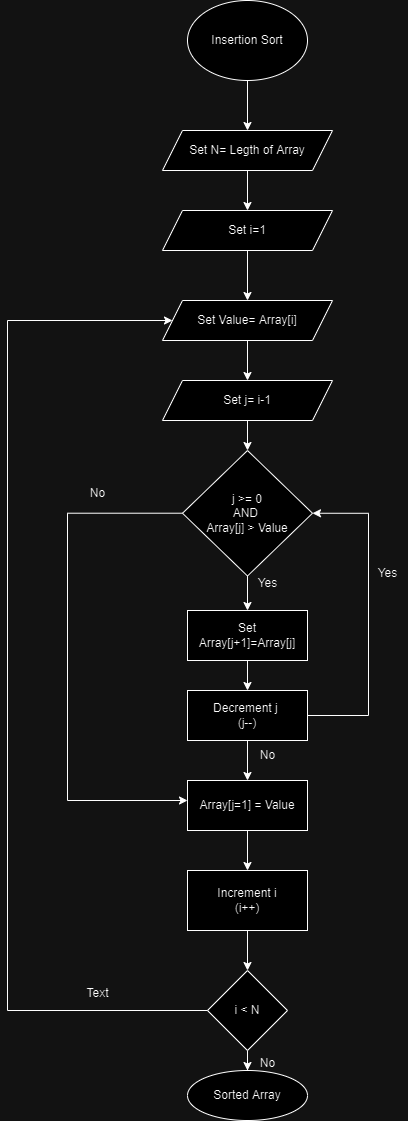 Insertion Sort
Set N= Legth of Array
Set i=1
Set Value= Array[i]
Set j= i-1
No
j >= 0
AND
Array[j] > Value
Yes
Yes
Set
Array[j+1]=Array[j]
Decrement j
(j--)
No
Array[j=1] = Value
Increment i
(i++)
Text
i < N
No
Sorted Array